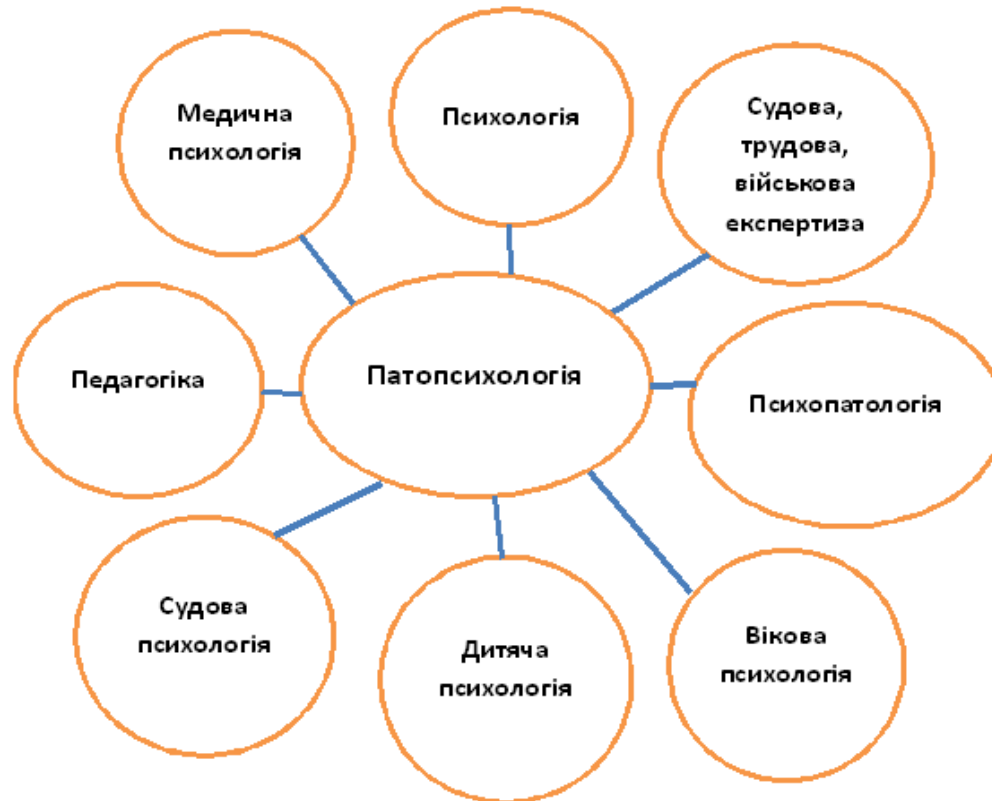 Медична
психологія
Психологія
Судова,
трудова,
військова
експертиза
Педагогіка
Патопсихологія
Психопатологія
Судова
психологія
Дитяча
психологія
Вікова
психологія